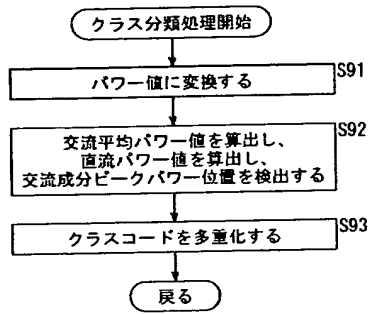 クラス分類処理開始
S91
パワー値に変換する
S92
交流平均パワー値を算出し、
直流パワー値を算出し、
交流成分ピークパワー位置を検出する
S93
クラスコードを多重化する
戻る